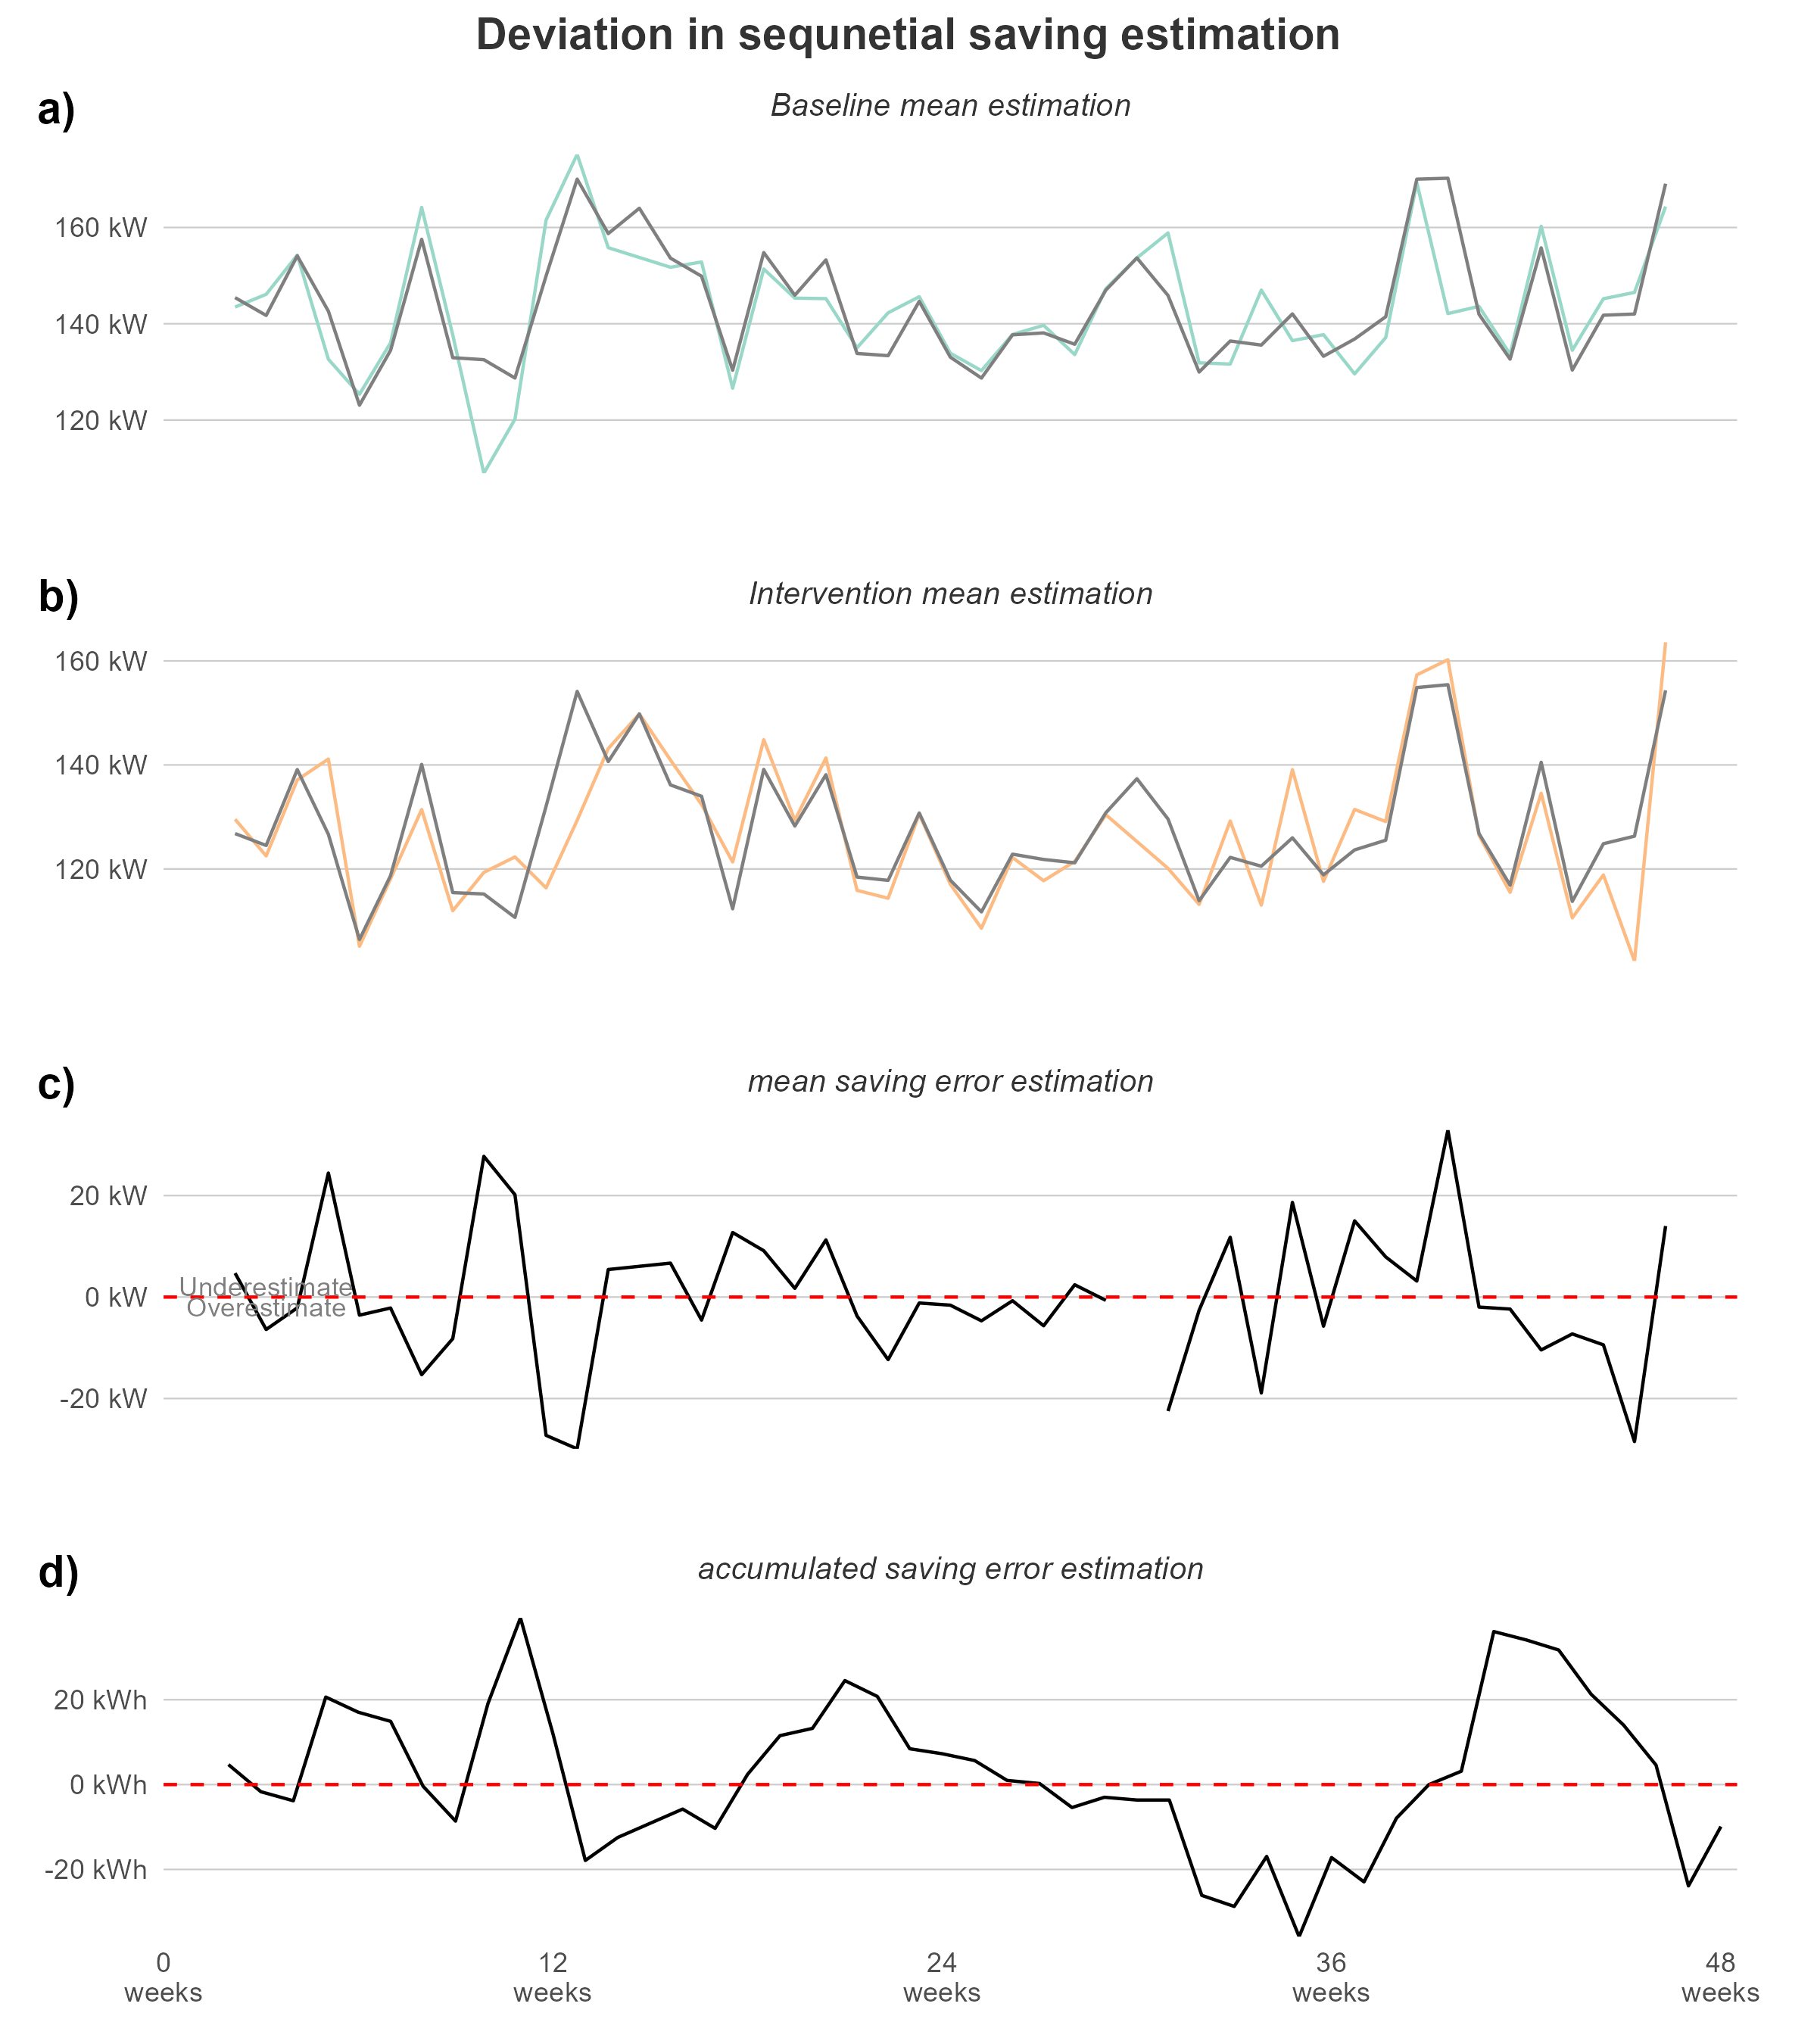 Deviation in sequnetial saving estimation
a)
Baseline mean estimation
160 kW
140 kW
120 kW
b)
Intervention mean estimation
160 kW
140 kW
120 kW
c)
mean saving error estimation
20 kW
Underestimate
0 kW
Overestimate
-20 kW
d)
accumulated saving error estimation
20 kWh
0 kWh
-20 kWh
0 12 24 36 48
weeks weeks weeks weeks weeks